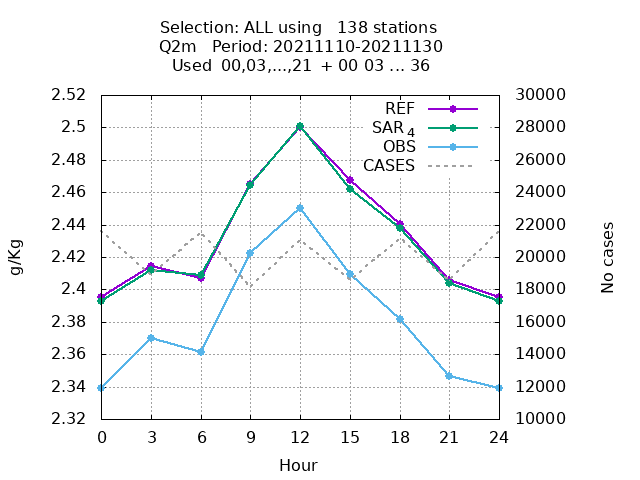 Selection: ALL using   138 stations
Q2m   Period: 20211110-20211130
Used  00,03,...,21  + 00 03 ... 36
2.52
2.5
2.48
2.46
2.44
2.42
2.4
2.38
2.36
2.34
2.32
30000
28000
26000
24000
22000
20000
18000
16000
14000
12000
10000
REF
SAR4
OBS
CASES
g/Kg
No cases
0 3 6 9 12 15 18 21 24
Hour